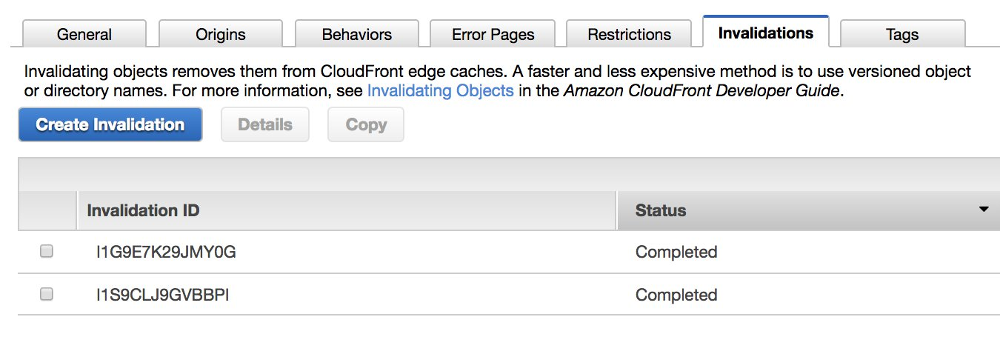 General Origins Behaviors Error Pages Restrictions Invalidations Tags
Invalidating objects removes them from CloudFront edge caches. A faster and less expensive method is to use versioned object
or directory names. For more information, see Invalidating Objects in the Amazon CloudFront Developer Guide.
Create Invalidation Details Copy
Invalidation ID Status
I1G9E7K29JMY0G Completed
I1S9CLJ9GVBBPI Completed